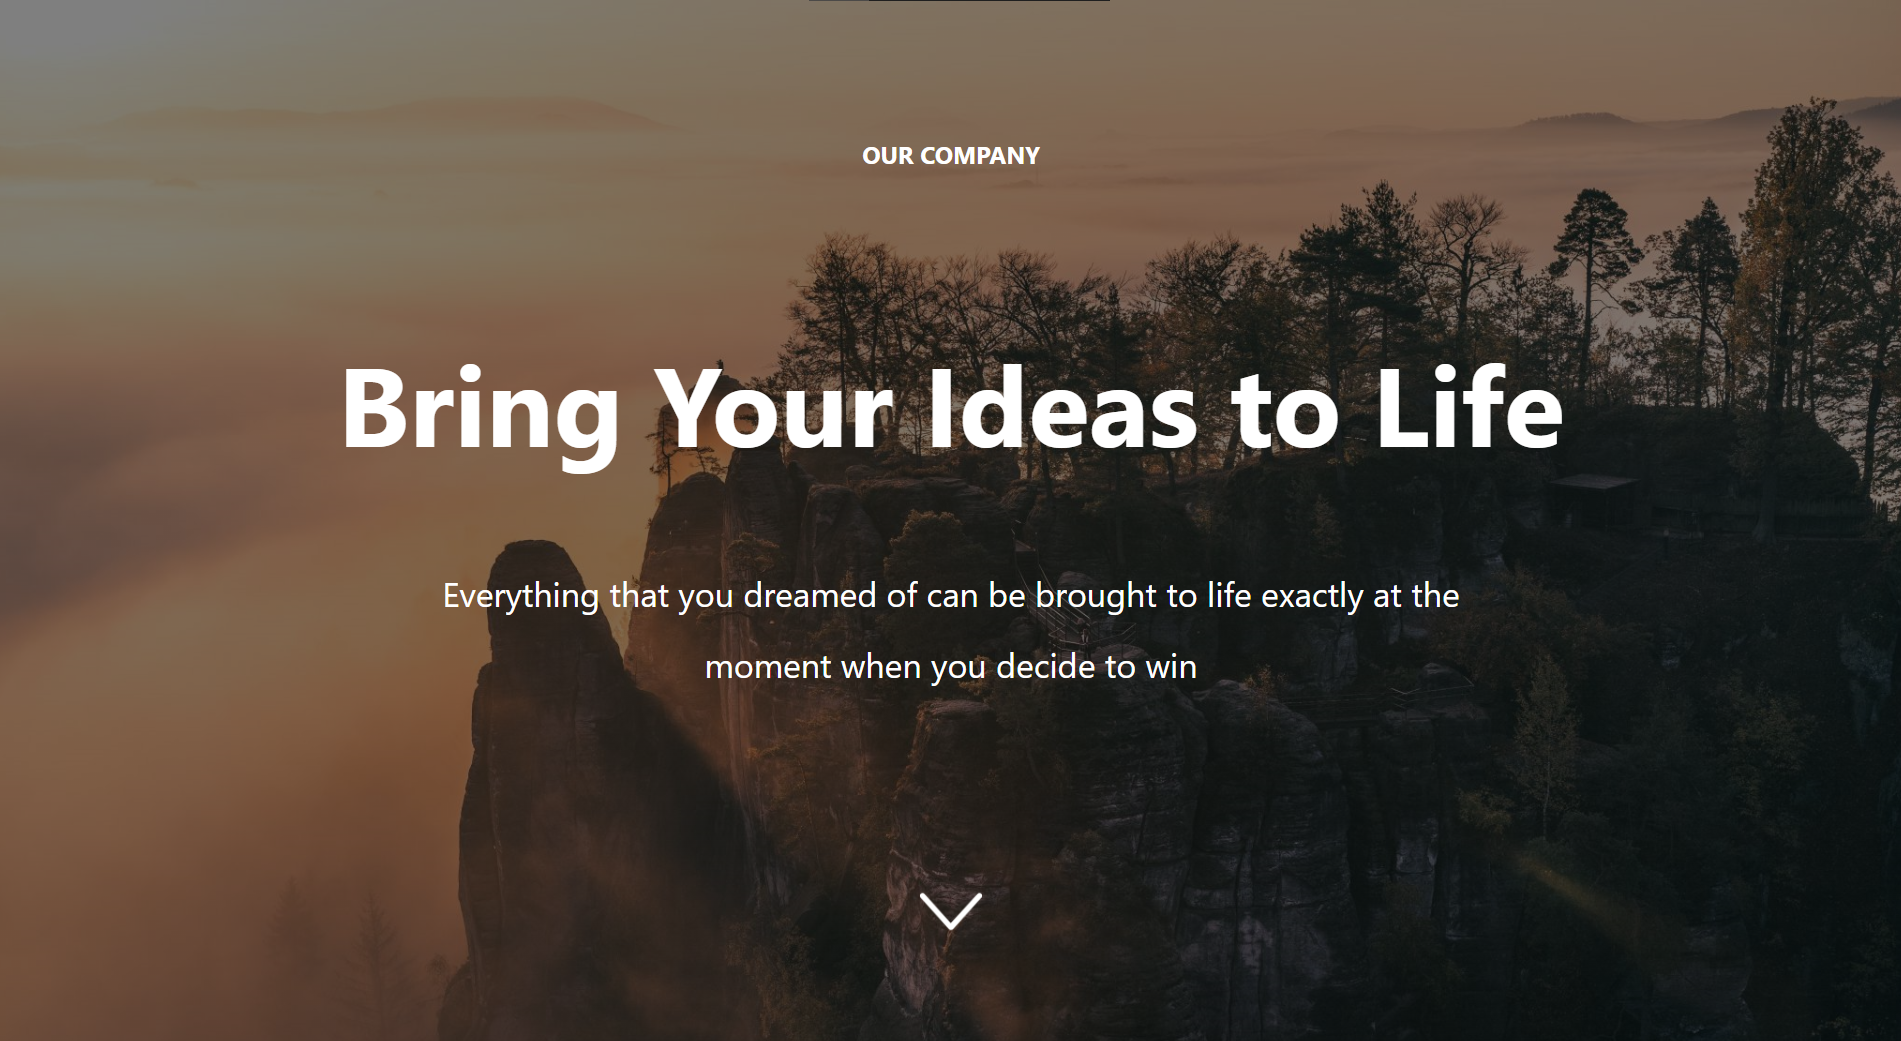 OUR COMPANY
Bring Your Ideas to Life
Everything that you dreamed of can be brought to life exactly at the
moment when you decide to win